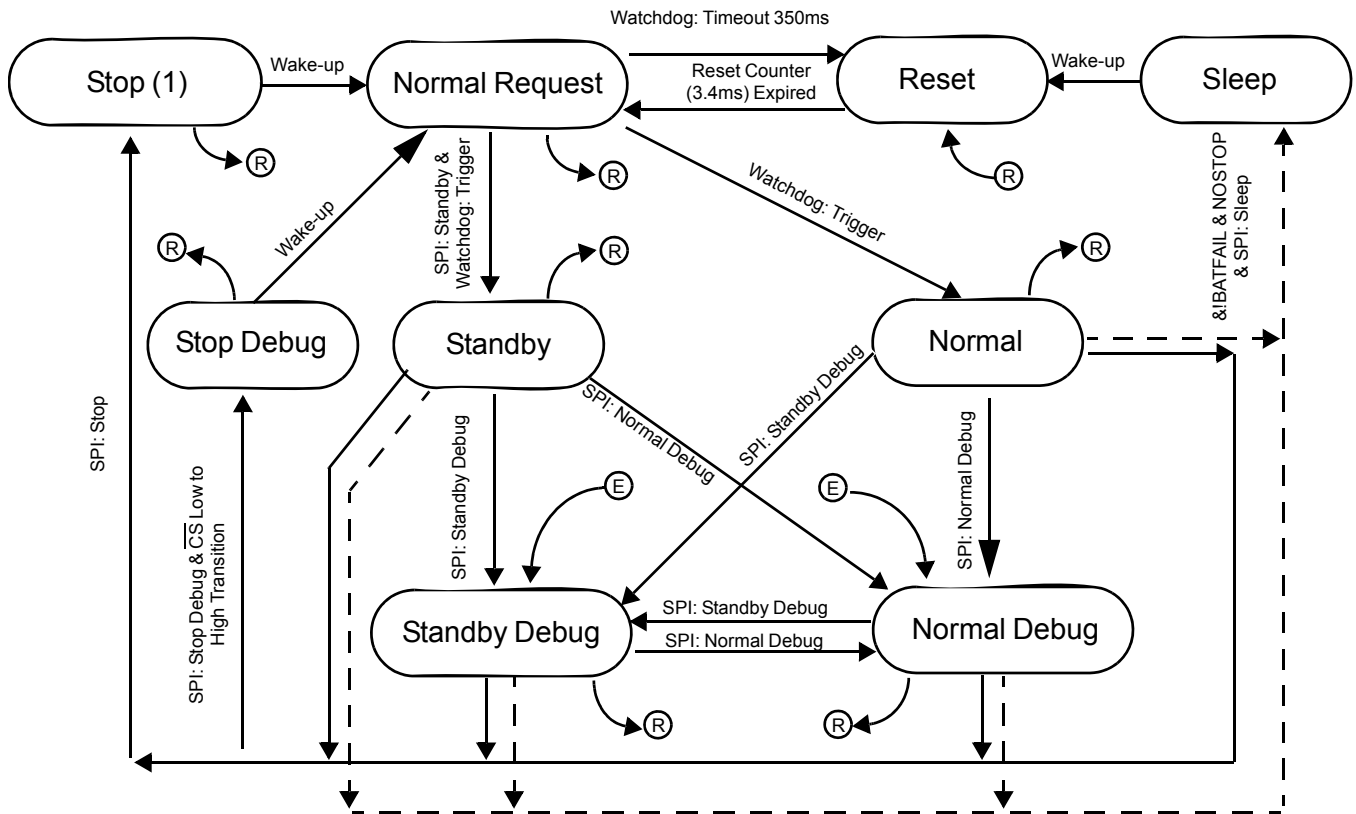 Watchdog: Timeout 350ms
Stop (1)
Wake-up
Normal Request
Reset Counter
(3.4ms) Expired
Reset
Wake-up
Sleep
R
R
R
SPI: Standby &
Watchdog: Trigger
Watchdog: Trigger
&!BATFAIL & NOSTOP
& SPI: Sleep
Wake-up
R
R
R
Stop Debug
Standby
Normal
SPI: Stop
SPI: Stop Debug & CS Low to
High Transition
SPI: Standby Debug
SPI: Normal Debug
SPI: Standby Debug
SPI: Normal Debug
E
E
Standby Debug
SPI: Standby Debug
SPI: Normal Debug
Normal Debug
R
R